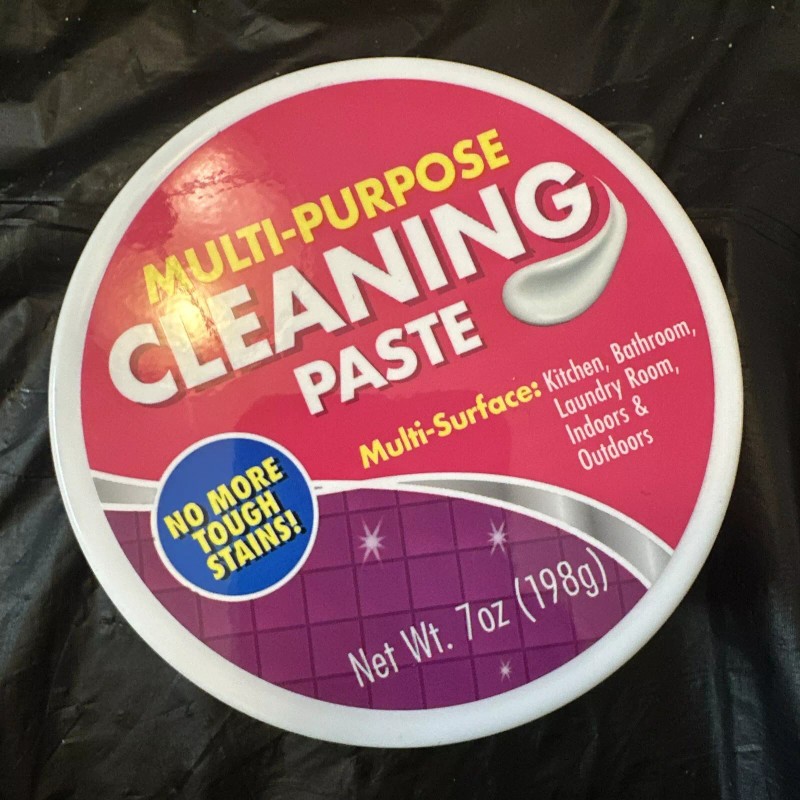 MULTI-PURPOSE
CLEANING
PASTE
Multi-Surface: Kitchen, Bathroom,
Laundry Room,
Indoors &
Outdoors
NO MORE
TOUGH
STAINS!
Net Wt. 7oz (198g)